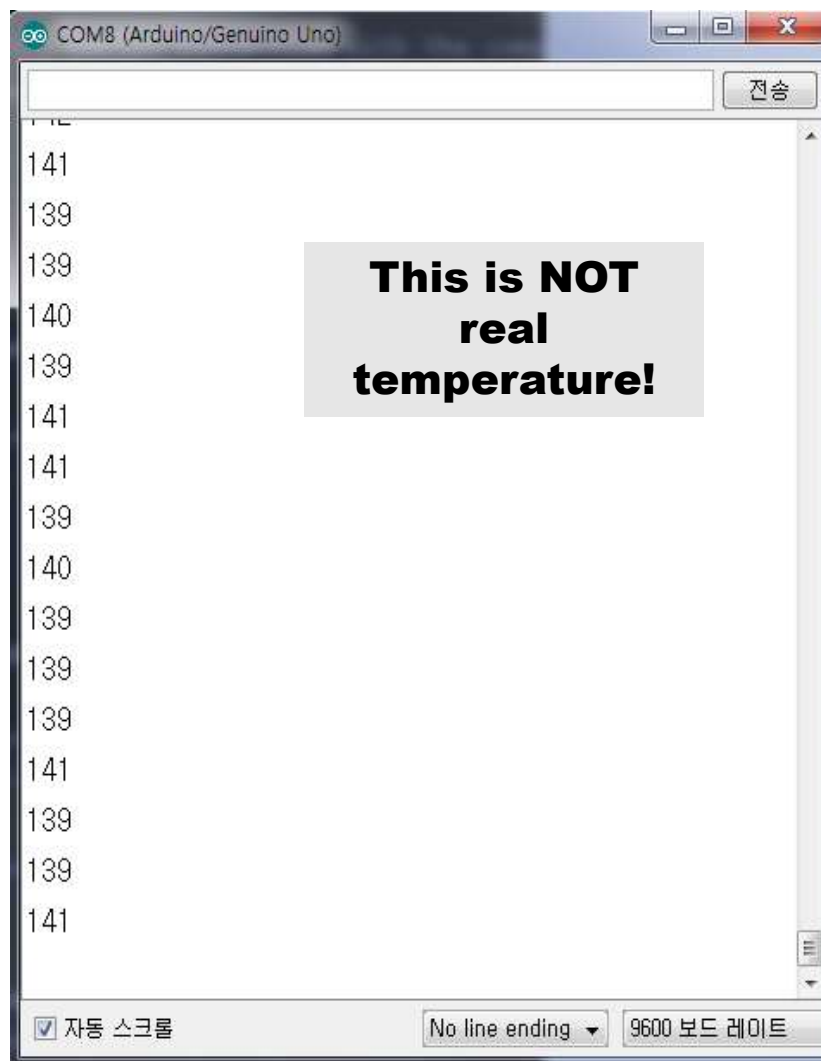 COM8 (Arduino/Genuino Uno)
전송
141
139
139
140
139
141
141
139
140
139
139
139
141
139
139
141
This is NOT
real
temperature!
자동 스크롤
No line ending
9600 보드 레이트